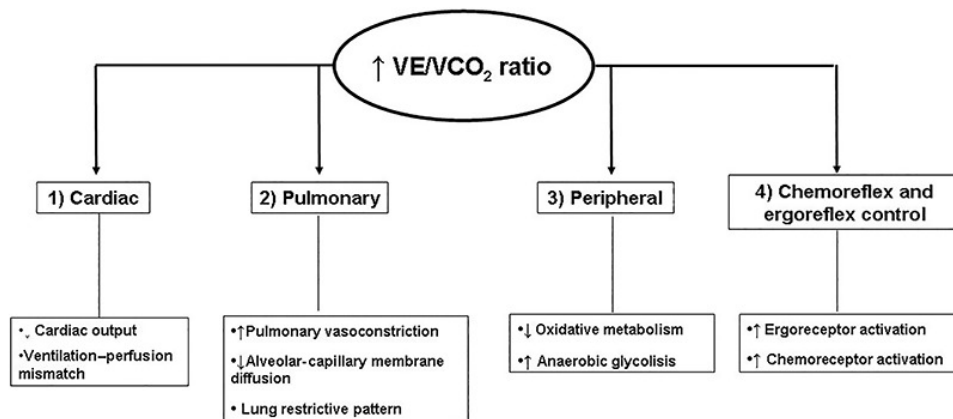 ↑ VE/VCO₂ ratio
1) Cardiac
2) Pulmonary
3) Peripheral
4) Chemoreflex and
ergoreflex control
•↓ Cardiac output
•Ventilation–perfusion
mismatch
•↑Pulmonary vasoconstriction
•↓Alveolar-capillary membrane
diffusion
• Lung restrictive pattern
•↓ Oxidative metabolism
•↑ Anaerobic glycolisis
•↑ Ergoreceptor activation
•↑ Chemoreceptor activation